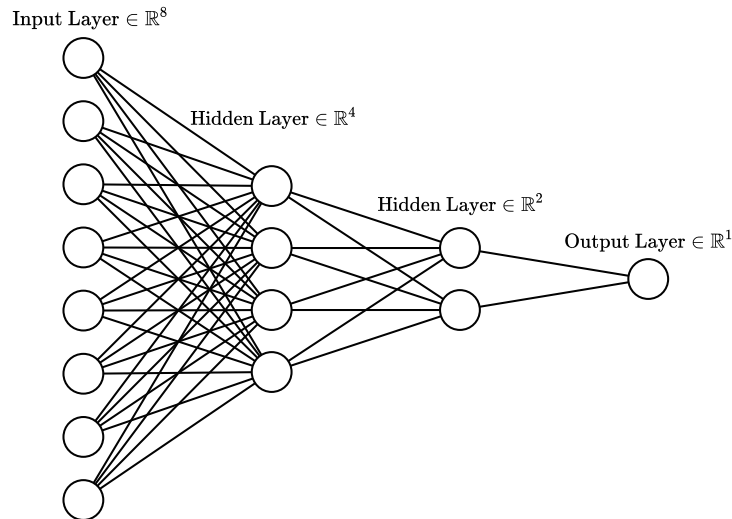 Input Layer ∈ ℝ⁸
Hidden Layer ∈ ℝ⁴
Hidden Layer ∈ ℝ²
Output Layer ∈ ℝ¹